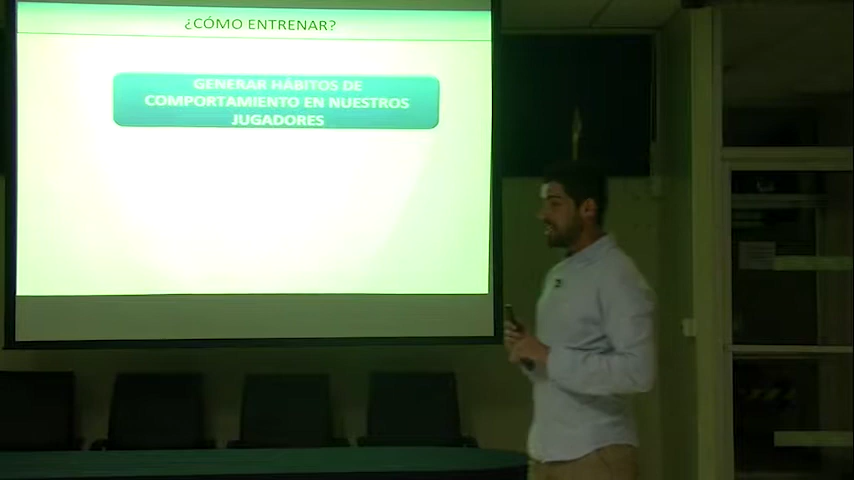 ¿CÓMO ENTRENAR?
GENERAR HÁBITOS DE
COMPORTAMIENTO EN NUESTROS
JUGADORES